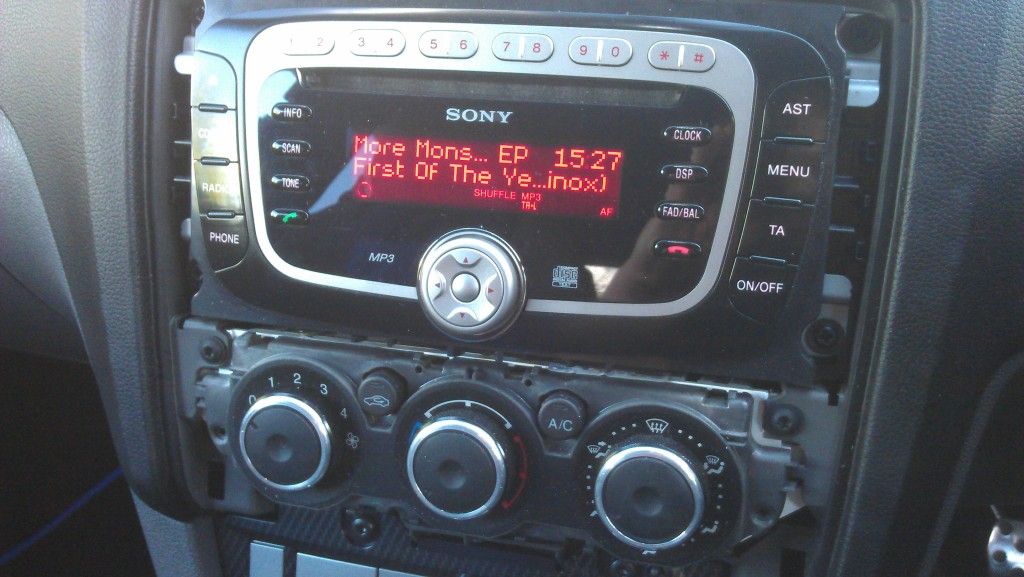 1 2 3 4 5 6 7 8 9 0 * #
SONY
INFO
SCAN
TONE
RADIO
PHONE
More Mons... EP 15:27
First Of The Ye...inox)
SHUFFLE MP3
AF
MP3
CLOCK
DSP
FAD/BAL
AST
MENU
TA
ON/OFF
0 1 2 3 4
A/C